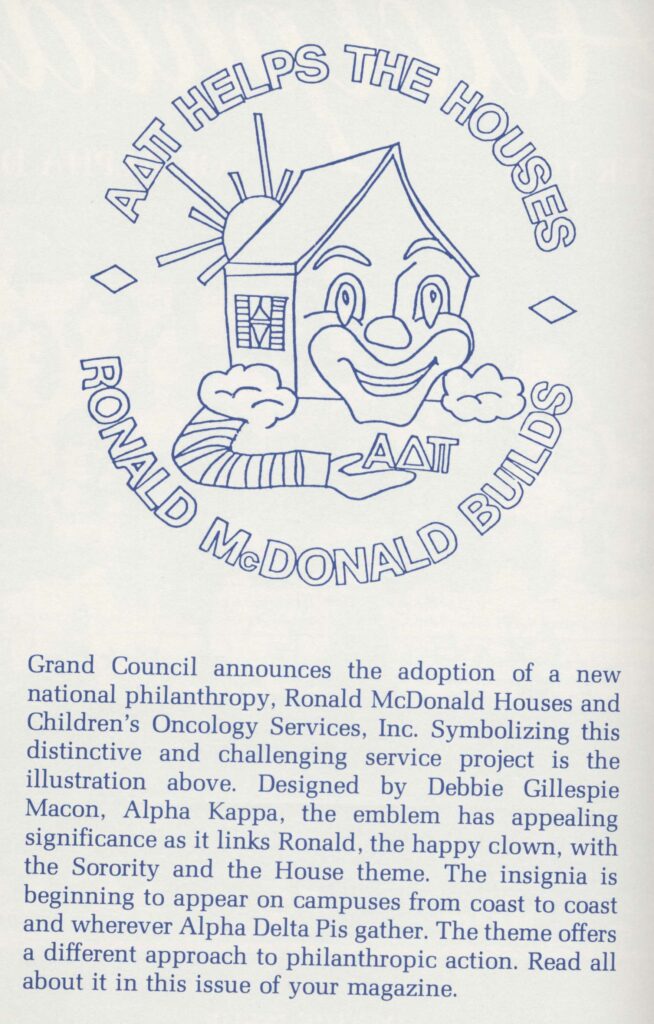 ΑΔΠ HELPS THE HOUSES
RONALD McDONALD BUILDS
ΑΔΠ
Grand Council announces the adoption of a new
national philanthropy, Ronald McDonald Houses and
Children's Oncology Services, Inc. Symbolizing this
distinctive and challenging service project is the
illustration above. Designed by Debbie Gillespie
Macon, Alpha Kappa, the emblem has appealing
significance as it links Ronald, the happy clown, with
the Sorority and the House theme. The insignia is
beginning to appear on campuses from coast to coast
and wherever Alpha Delta Pis gather. The theme offers
a different approach to philanthropic action. Read all
about it in this issue of your magazine.